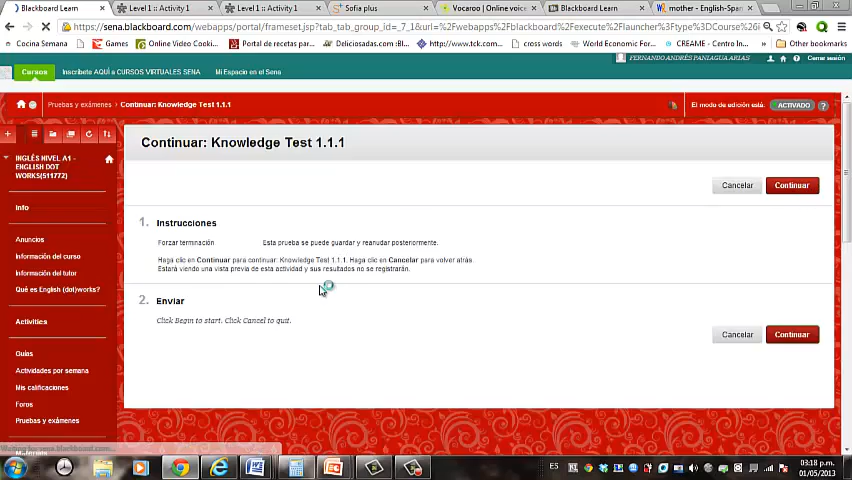 Blackboard Learn
Level 1 :: Activity 1
Level 1 :: Activity 1
Sofia plus
Vocaroo | Online voice
Blackboard Learn
mother - English-Span
https://sena.blackboard.com/webapps/portal/frameset.jsp?tab_tab_group_id=_7_1&url=%2Fwebapps%2Fblackboard%2Fexecute%2Flauncher%3Ftype%3DCourse%26
Cocina Semana
Curso: INGLÉS I PARA
Online Video Cooki...
Portal de recetas par...
Deliciosadas.com | B...
http://www.tck.com...
cross words
World Economic For...
CREAME - Centro In...
Other bookmarks
FERNANDO ANDRÉS PANIAGUA ARIAS
Cerrar sesión
Cursos
Inscríbete AQUÍ a CURSOS VIRTUALES SENA
Mi Espacio en el Sena
Pruebas y exámenes
Continuar: Knowledge Test 1.1.1
El modo de edición está:
ACTIVADO
INGLÉS NIVEL A1 -
ENGLISH DOT
WORKS(511772)
Info
Anuncios
Información del curso
Información del tutor
Qué es English (dot)works?
Activities
Guías
Actividades por semana
Mis calificaciones
Foros
Pruebas y exámenes
Materiales
Continuar: Knowledge Test 1.1.1
Cancelar
Continuar
1. Instrucciones
Forzar terminación
Esta prueba se puede guardar y reanudar posteriormente.
Haga clic en Continuar para continuar: Knowledge Test 1.1.1. Haga clic en Cancelar para volver atrás.
Estará viendo una vista previa de esta actividad y sus resultados no se registrarán.
2. Enviar
Click Begin to start. Click Cancel to quit.
Cancelar
Continuar
Waiting for sena.blackboard.com...
ES
03:18 p.m.
01/05/2013